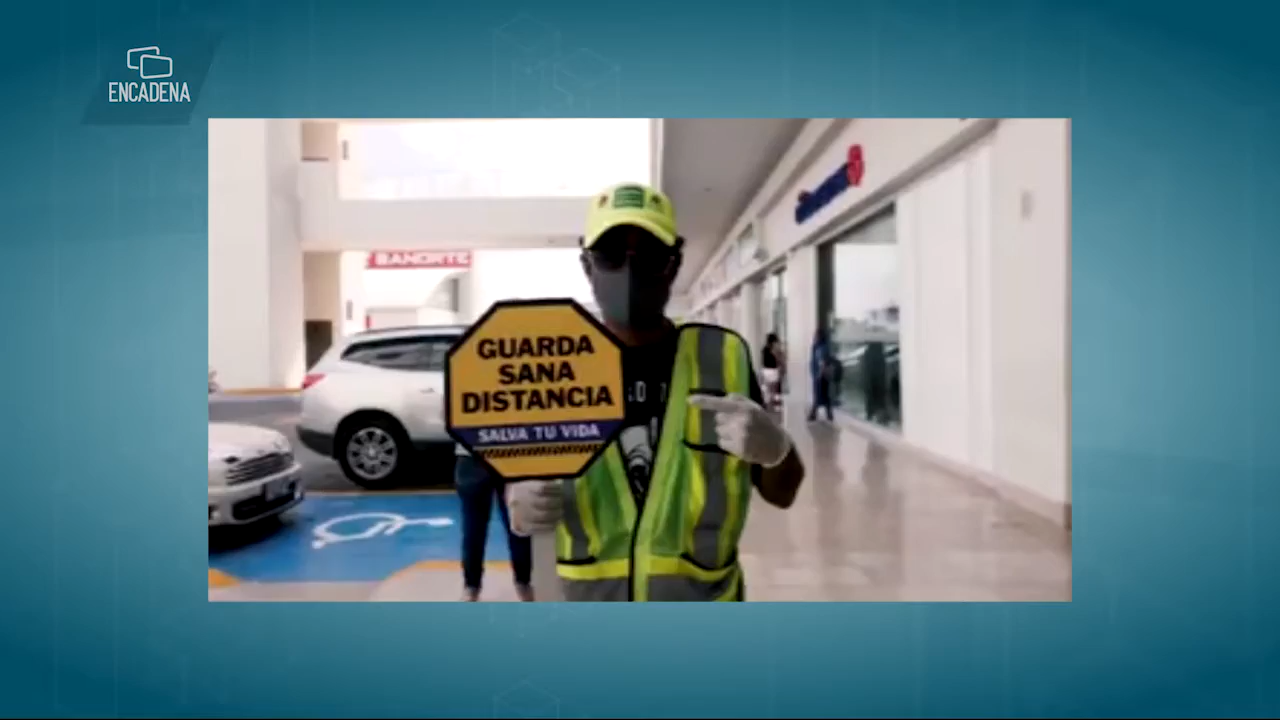 ENCADENA
BANORTE
GUARDA
SANA
DISTANCIA
SALVA TU VIDA